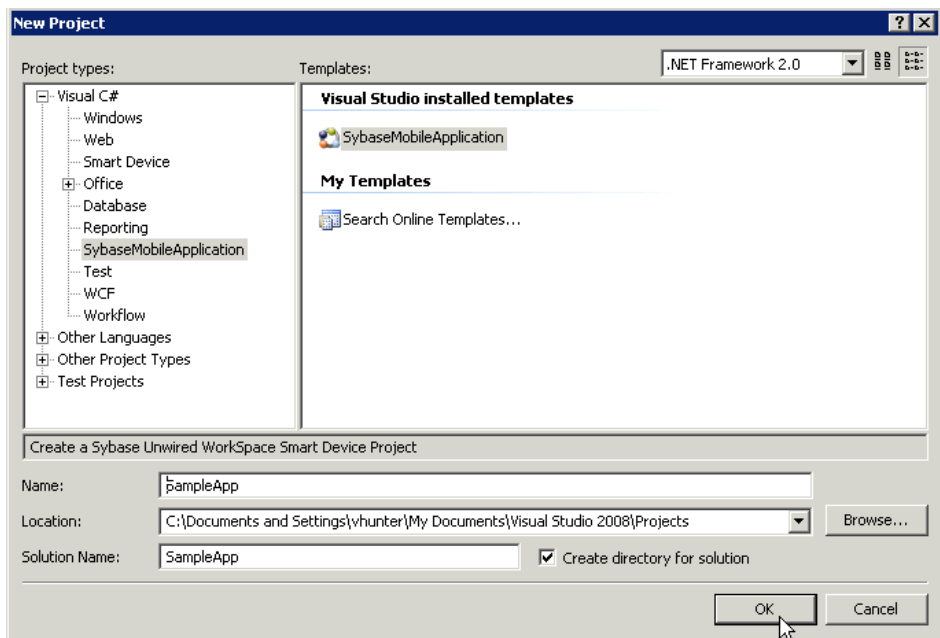 New Project
Project types:
Templates:
.NET Framework 2.0
Visual C#
Windows
Web
Smart Device
Office
Database
Reporting
SybaseMobileApplication
Test
WCF
Workflow
Other Languages
Other Project Types
Test Projects
Visual Studio installed templates
SybaseMobileApplication
My Templates
Search Online Templates...
Create a Sybase Unwired WorkSpace Smart Device Project
Name:
SampleApp
Location:
C:\Documents and Settings\vhunter\My Documents\Visual Studio 2008\Projects
Browse...
Solution Name:
SampleApp
Create directory for solution
OK
Cancel